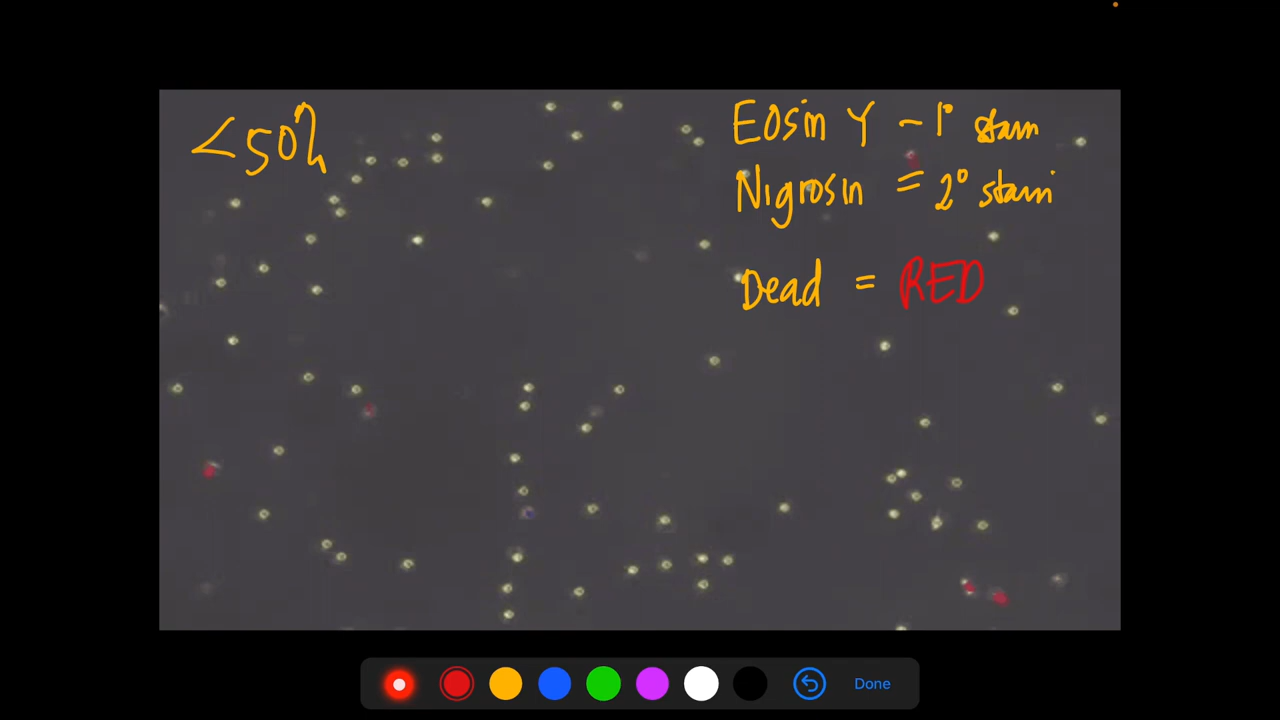 <50%
Eosin Y - 1° stain
Nigrosin = 2° stain
Dead = RED
Done